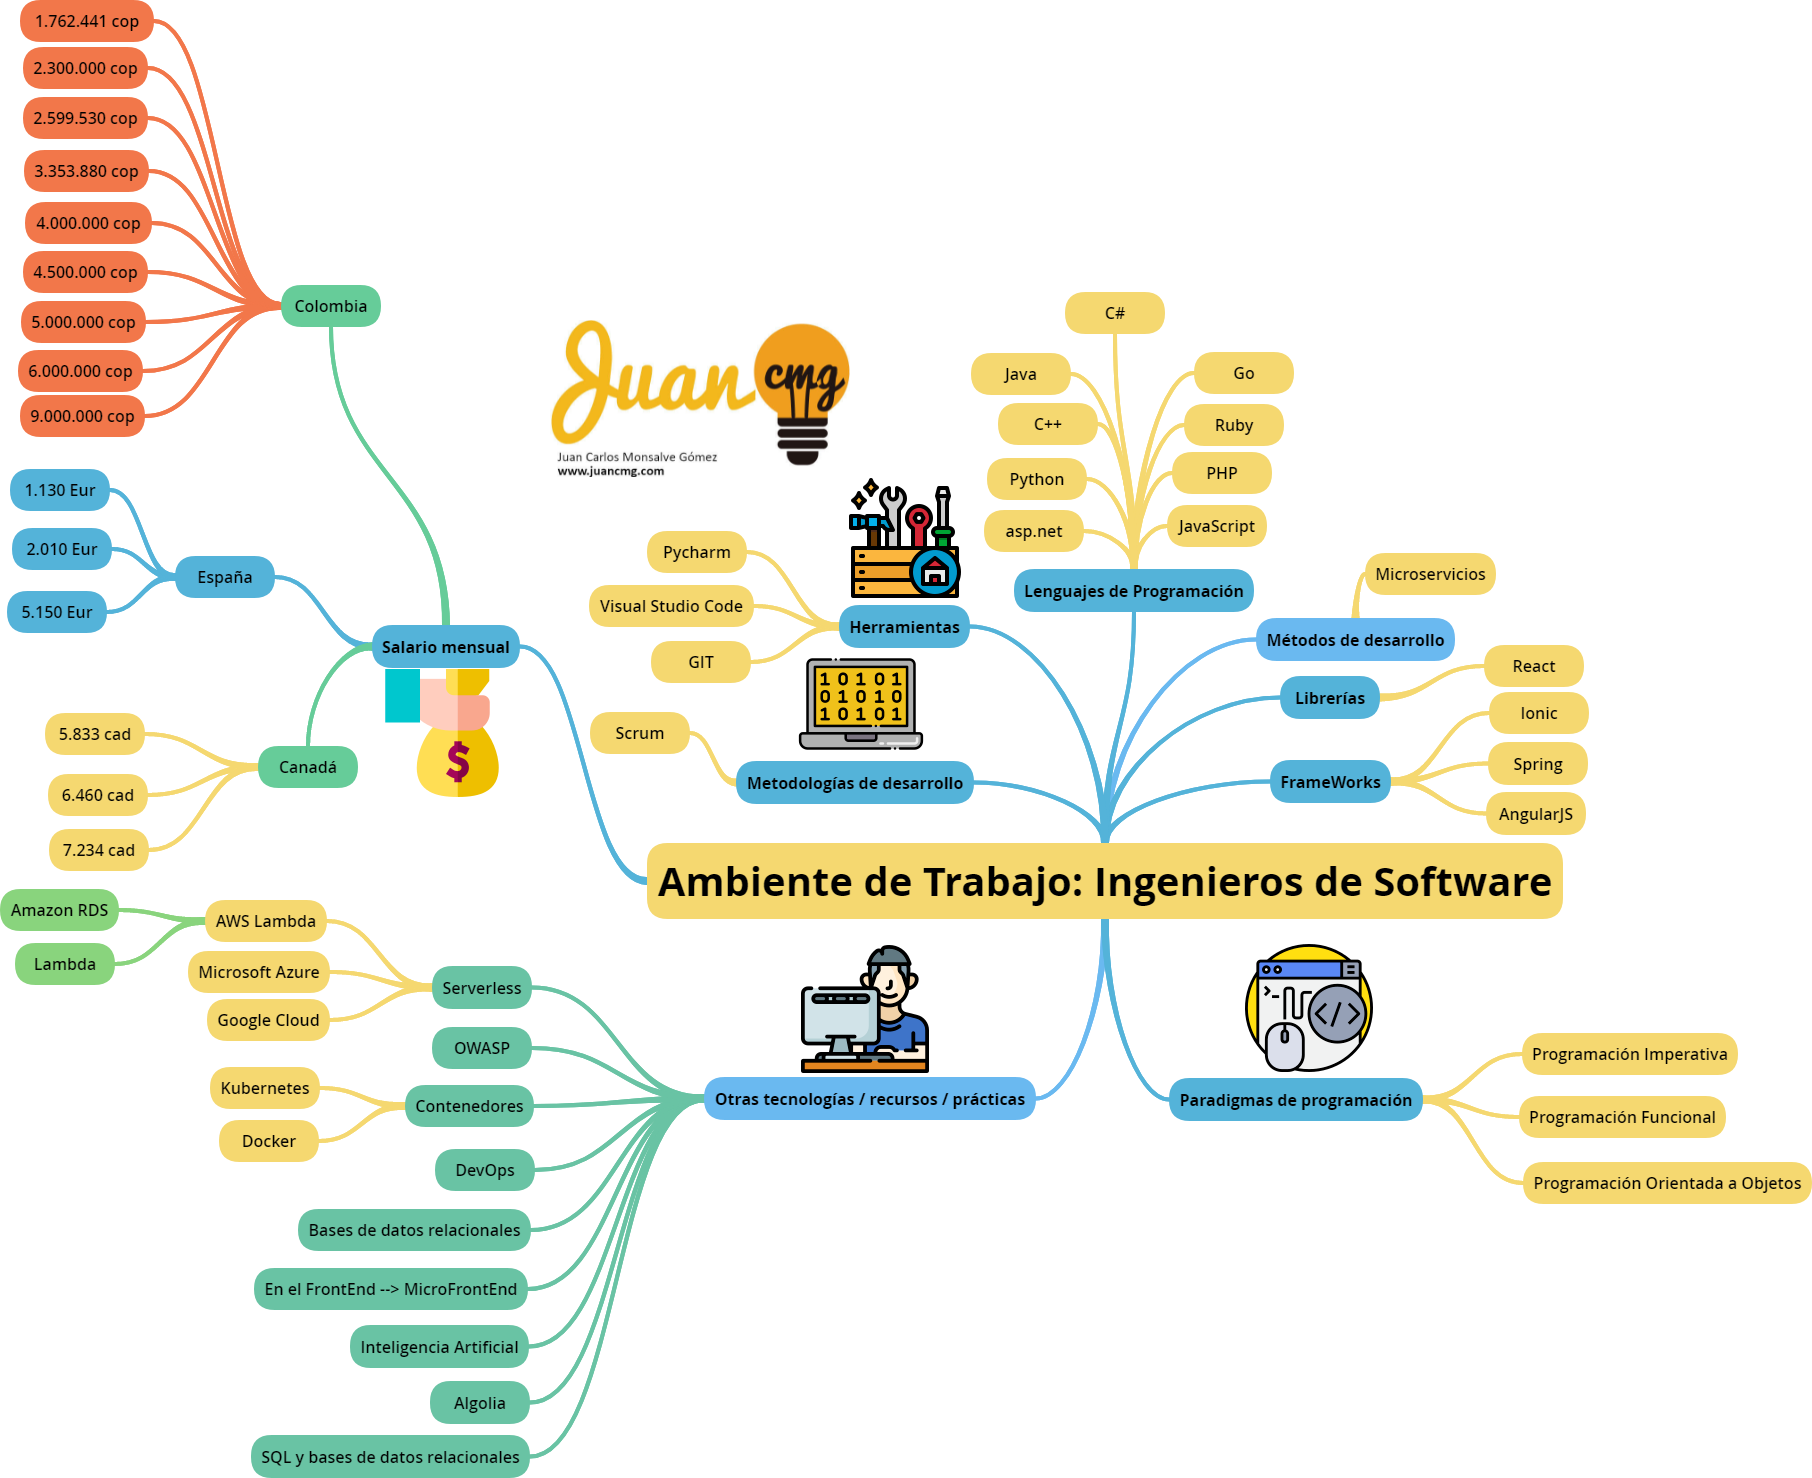 1.762.441 cop
2.300.000 cop
2.599.530 cop
3.353.880 cop
4.000.000 cop
4.500.000 cop
5.000.000 cop
6.000.000 cop
9.000.000 cop
Colombia
1.130 Eur
2.010 Eur
5.150 Eur
España
Salario mensual
5.833 cad
6.460 cad
7.234 cad
Canadá
$
Juan cmg
Juan Carlos Monsalve Gómez
www.juancmg.com
C#
Java
C++
Python
asp.net
Go
Ruby
PHP
JavaScript
Lenguajes de Programación
Pycharm
Visual Studio Code
GIT
Herramientas
1 0 1 0 1
0 1 0 1 0
1 0 1 0 1
Scrum
Metodologías de desarrollo
Microservicios
Métodos de desarrollo
React
Librerías
Ionic
Spring
AngularJS
FrameWorks
Ambiente de Trabajo: Ingenieros de Software
Amazon RDS
Lambda
AWS Lambda
Microsoft Azure
Google Cloud
Serverless
OWASP
Kubernetes
Docker
Contenedores
DevOps
Bases de datos relacionales
En el FrontEnd --> MicroFrontEnd
Inteligencia Artificial
Algolia
SQL y bases de datos relacionales
Otras tecnologías / recursos / prácticas
</>
Paradigmas de programación
Programación Imperativa
Programación Funcional
Programación Orientada a Objetos